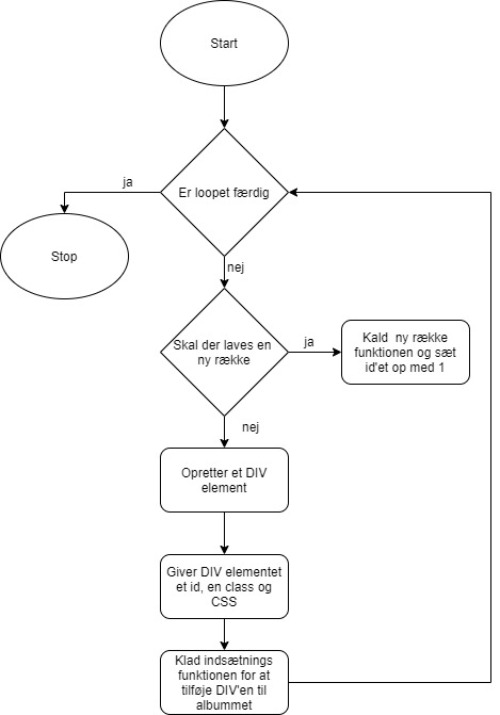 Start
ja
Er loopet færdig
Stop
nej
Skal der laves en
ny række
ja
Kald  ny række
funktionen og sæt
id'et op med 1
nej
Opretter et DIV
element
Giver DIV elementet
et id, en class og
CSS
Klad indsætnings
funktionen for at
tilføje DIV'en til
albummet